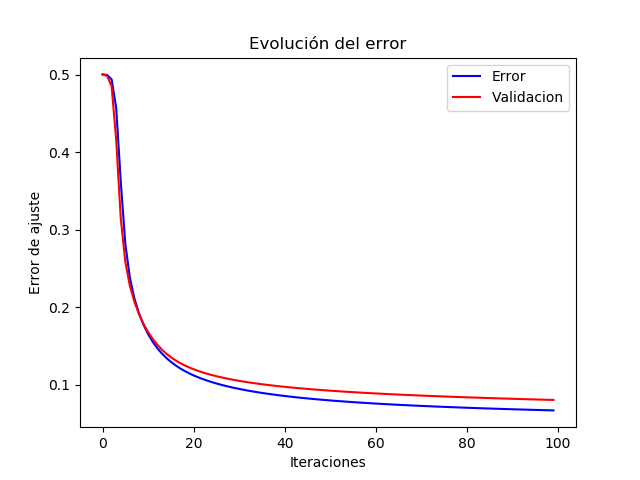 Evolución del error
Error
Validacion
Error de ajuste
0.5
0.4
0.3
0.2
0.1
0 20 40 60 80 100
Iteraciones